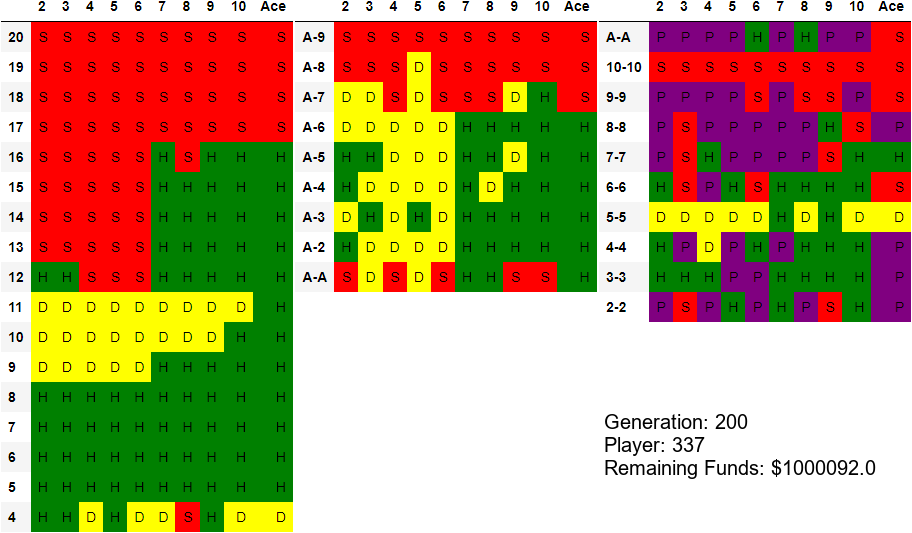 2 3 4 5 6 7 8 9 10 Ace
20 S S S S S S S S S S
19 S S S S S S S S S S
18 S S S S S S S S S S
17 S S S S S S S S S S
16 S S S S S H S H H H
15 S S S S S H H H H H
14 S S S S S H H H H H
13 S S S S S H H H H H
12 H H S S S H H H H H
11 D D D D D D D D D H
10 D D D D D D D D H H
9 D D D D D H H H H H
8 H H H H H H H H H H
7 H H H H H H H H H H
6 H H H H H H H H H H
5 H H H H H H H H H H
4 H H D H D D S H D D
2 3 4 5 6 7 8 9 10 Ace
A-9 S S S S S S S S S S
A-8 S S S D S S S S S S
A-7 D D S D S S S D H S
A-6 D D D D D H H H H H
A-5 H H D D D H H D H H
A-4 H D D D D H D H H H
A-3 D H D H D H H H H H
A-2 H D D D D H H H H H
A-A S D S D S H H S S H
2 3 4 5 6 7 8 9 10 Ace
A-A P P P P H P H P P S
10-10 S S S S S S S S S S
9-9 P P P P S P S S P S
8-8 P S P P P P P H S P
7-7 P S H P P P P S H H
6-6 H S P H S H H H H S
5-5 D D D D D H D H D D
4-4 H P D P H P H H H P
3-3 H H H P P H H H H P
2-2 P S P H P H P S H P
Generation: 200
Player: 337
Remaining Funds: $1000092.0